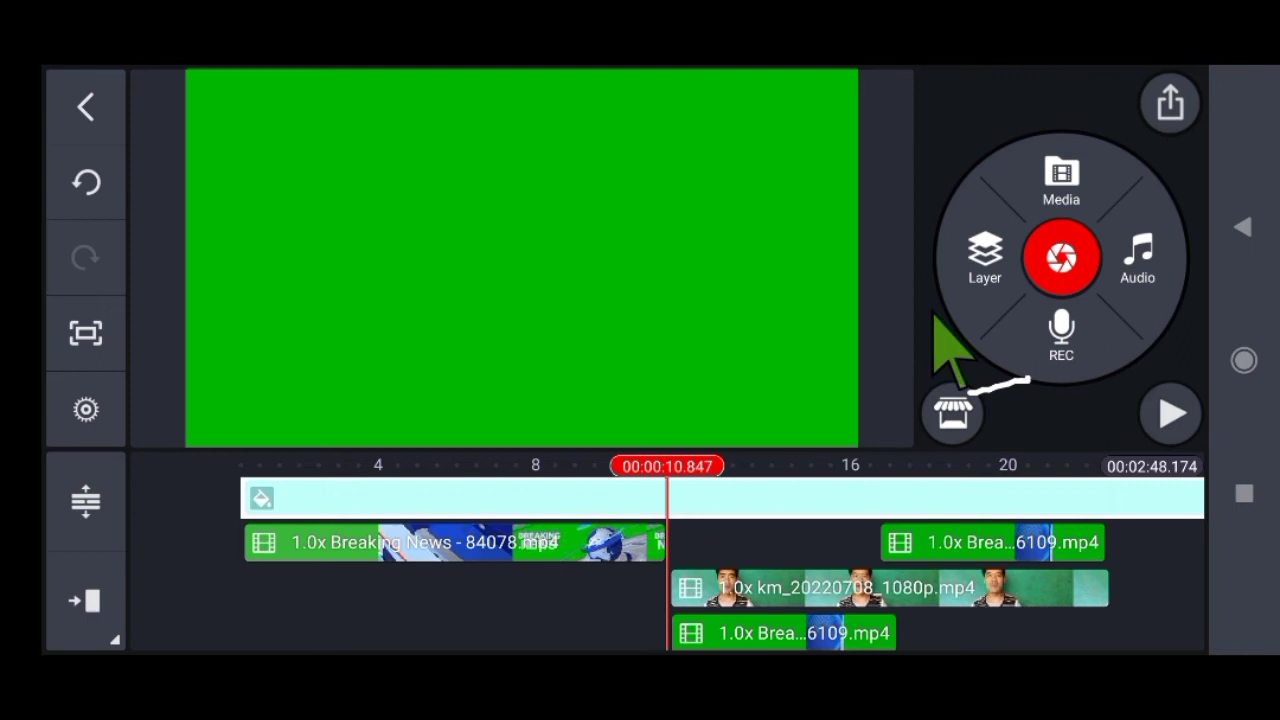 Media
Layer
Audio
REC
4
8
00:00:10.847
16
20
00:02:48.174
1.0x Breaking News - 84078.mp4
BREAKING
1.0x Brea...6109.mp4
1.0x km_20220708_1080p.mp4
1.0x Brea...6109.mp4